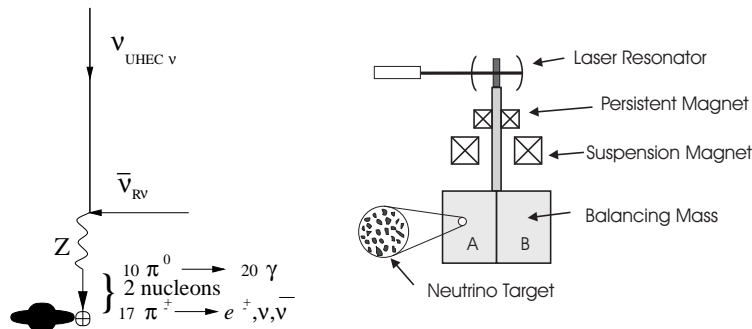 ν UHEC ν
ν̅ Rν
Z
10 π⁰ → 20 γ
2 nucleons
17 π± → e±,ν,ν̅
Laser Resonator
Persistent Magnet
Suspension Magnet
A B
Balancing Mass
Neutrino Target